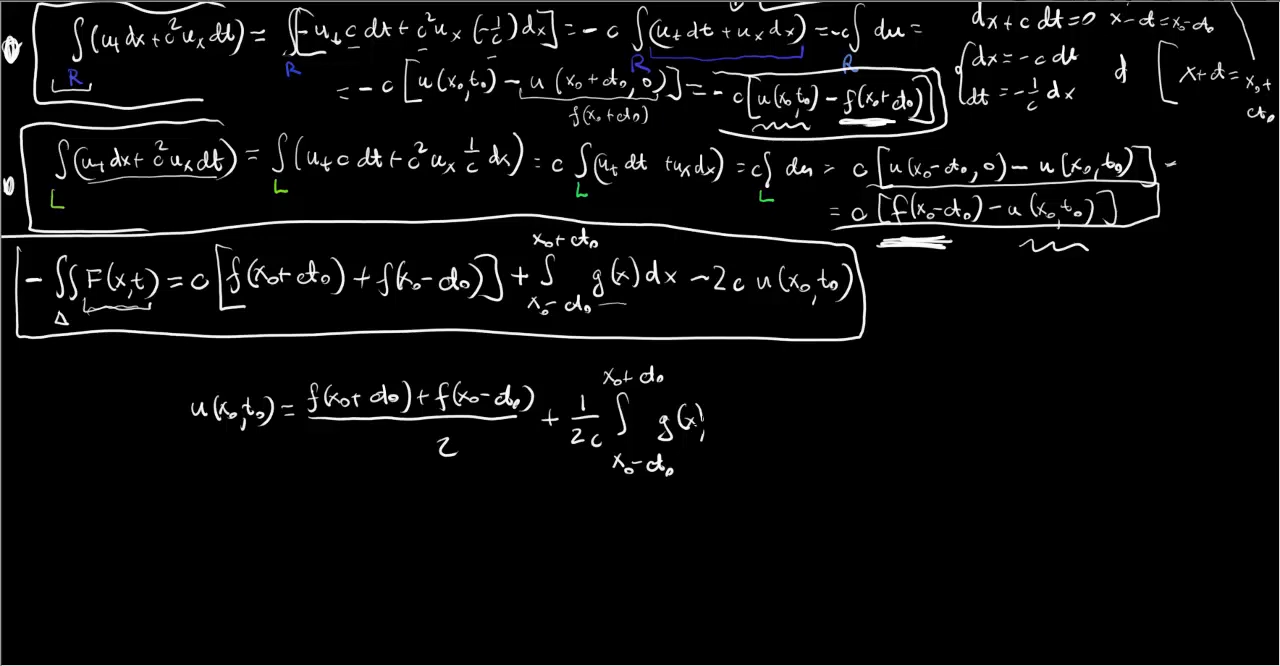 ∫_R (u_t dx + c² u_x dt) = ∫_R [-u_t c dt + c² u_x (-1/c) dx] = -c ∫_R (u_t dt + u_x dx) = -c ∫_R du =
dx + c dt = 0 x - ct = x₀ - ct₀
= -c [u(x₀,t₀) - u(x₀+ct₀, 0)] = -c [u(x₀,t₀) - f(x₀+ct₀)]
f(x₀+ct₀)
{ dx = -c dt
dt = -1/c dx
[ x + ct = x₀ + ct₀
∫_L (u_t dx + c² u_x dt) = ∫_L (u_t c dt + c² u_x 1/c dx) = c ∫_L (u_t dt + u_x dx) = c ∫_L du = c [u(x₀-ct₀, 0) - u(x₀,t₀)] =
= c [f(x₀-ct₀) - u(x₀,t₀)]
- ∬_Δ F(x,t) = c [f(x₀+ct₀) + f(x₀-ct₀)] + ∫_{x₀-ct₀}^{x₀+ct₀} g(x) dx - 2c u(x₀,t₀)
u(x₀,t₀) = (f(x₀+ct₀) + f(x₀-ct₀))/2 + 1/2c ∫_{x₀-ct₀}^{x₀+ct₀} g(x)